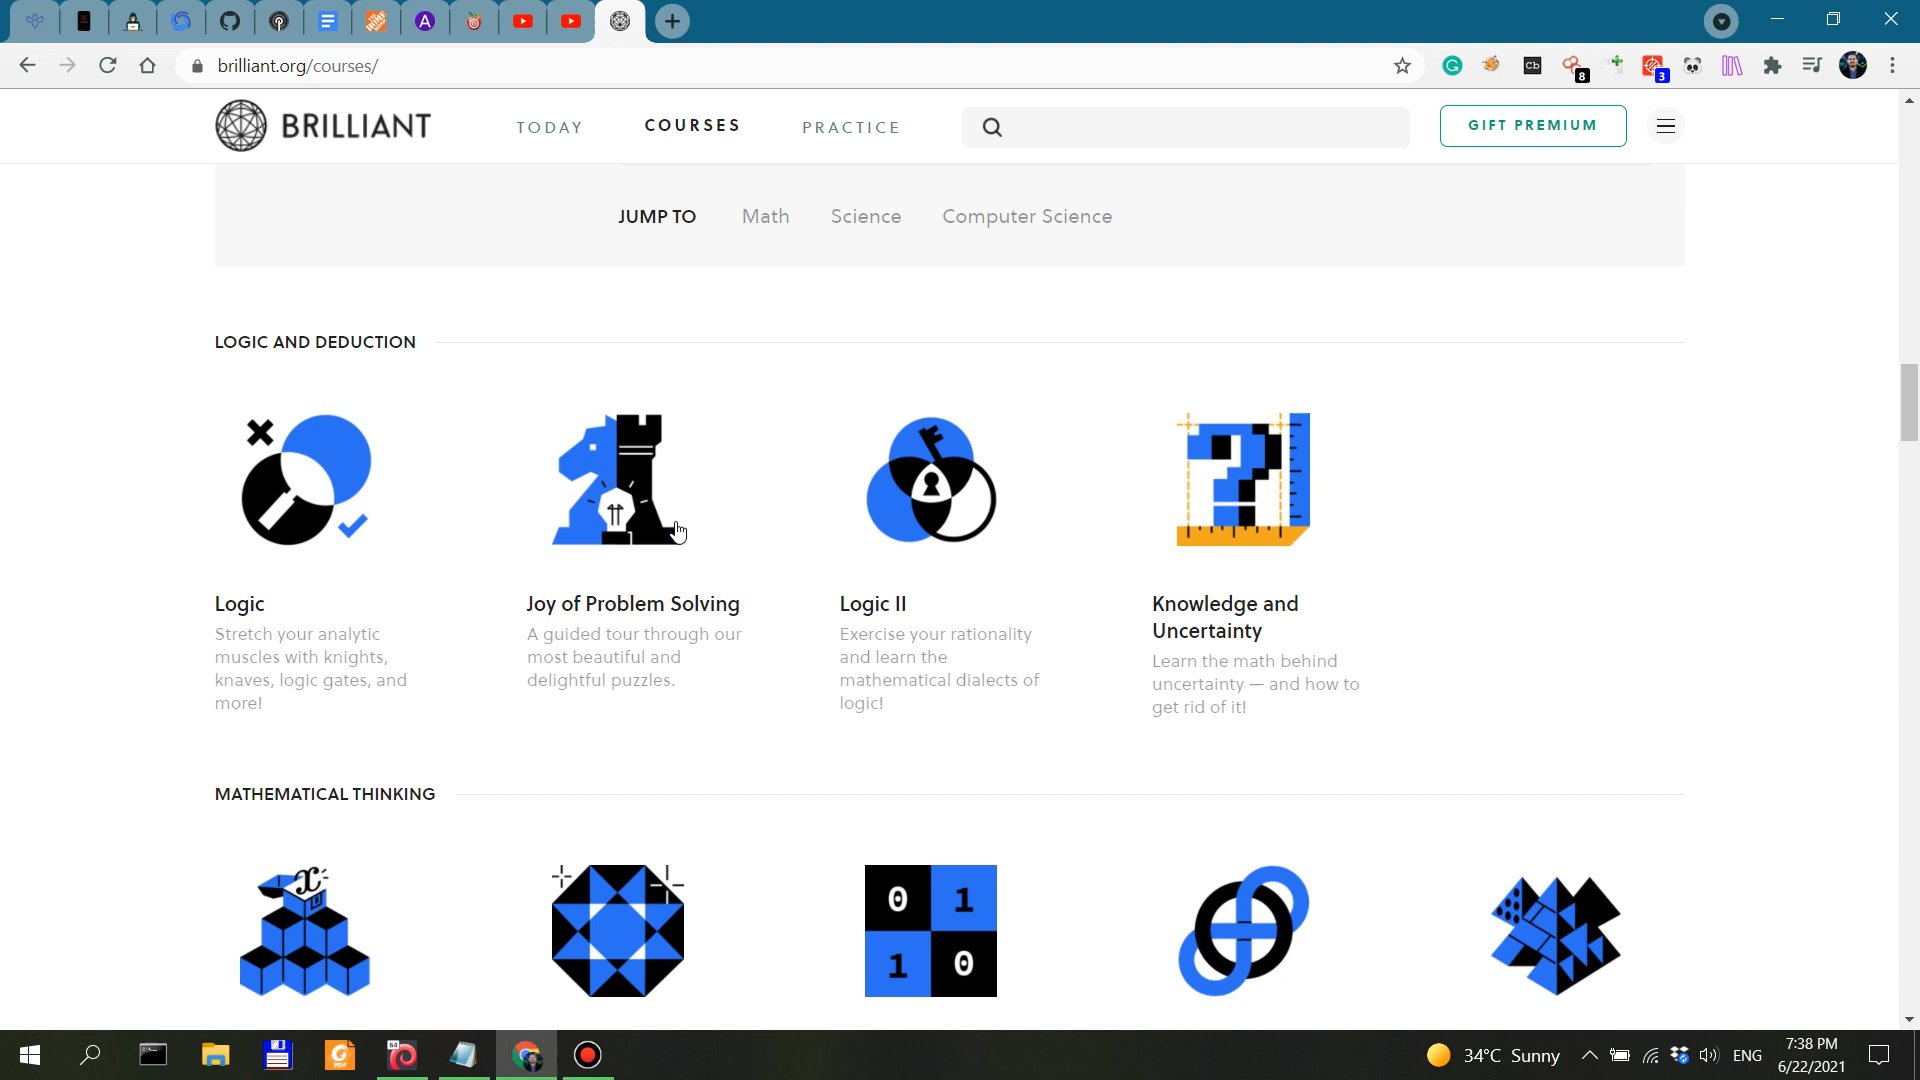 A
Cb
8
3
brilliant.org/courses/
BRILLIANT
TODAY
COURSES
PRACTICE
GIFT PREMIUM
JUMP TO
Math
Science
Computer Science
LOGIC AND DEDUCTION
?
Logic
Stretch your analytic
muscles with knights,
knaves, logic gates, and
more!
Joy of Problem Solving
A guided tour through our
most beautiful and
delightful puzzles.
Logic II
Exercise your rationality
and learn the
mathematical dialects of
logic!
Knowledge and
Uncertainty
Learn the math behind
uncertainty — and how to
get rid of it!
MATHEMATICAL THINKING
x
0 1
1 0
64
34°C Sunny
ENG
7:38 PM
6/22/2021